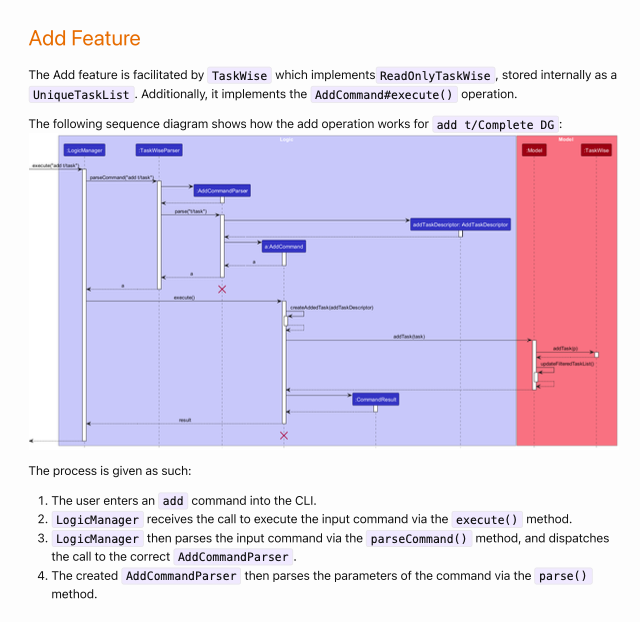 Add Feature
The Add feature is facilitated by TaskWise which implements ReadOnlyTaskWise , stored internally as a
UniqueTaskList . Additionally, it implements the AddCommand#execute() operation.
The following sequence diagram shows how the add operation works for add t/Complete DG :
Logic
Model
:LogicManager
:TaskWiseParser
:Model
:TaskWise
execute("add t/task")
parseCommand("add t/task")
:AddCommandParser
parse("t/task")
addTaskDescriptor: AddTaskDescriptor
a:AddCommand
a
a
a
execute()
createAddedTask(addTaskDescriptor)
addTask(task)
addTask(p)
updateFilteredTaskList()
:CommandResult
result
The process is given as such:
1. The user enters an add command into the CLI.
2. LogicManager receives the call to execute the input command via the execute() method.
3. LogicManager then parses the input command via the parseCommand() method, and dispatches
the call to the correct AddCommandParser .
4. The created AddCommandParser then parses the parameters of the command via the parse()
method.